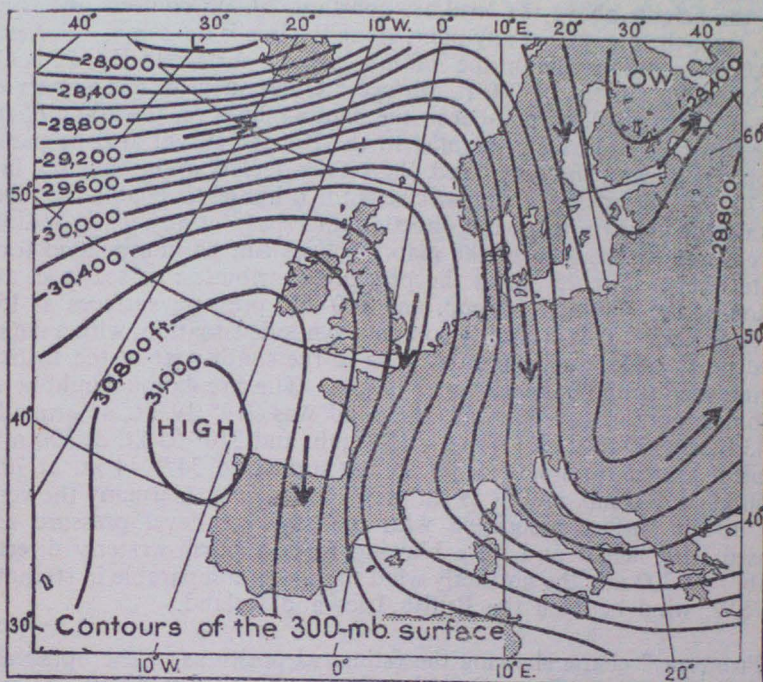 40° 30° 20° 10°W. 0° 10°E. 20° 30° 40°
28,000
28,400
28,800
29,200
29,600
30,000
30,400
30,800 ft.
31,000
HIGH
LOW
28,400
28,800
50°
40°
30°
60°
50°
40°
Contours of the 300-mb. surface
10°W. 0° 10°E. 20°